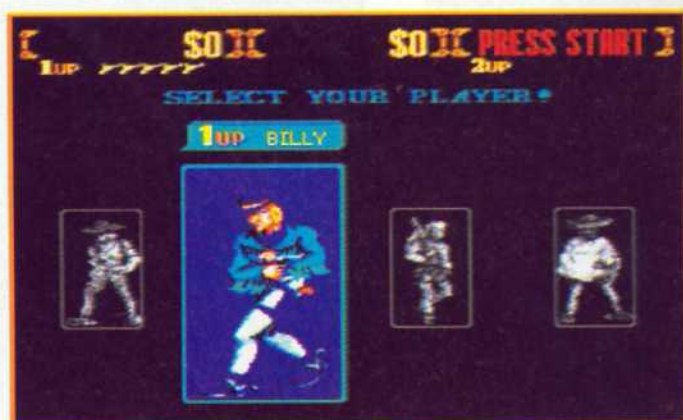 $0 $0 PRESS START
1UP 2UP
SELECT YOUR PLAYER!
1UP BILLY